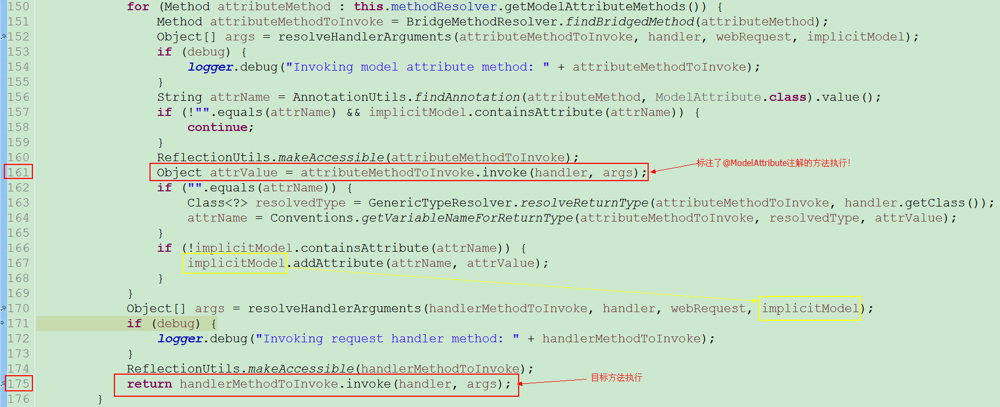 150 for (Method attributeMethod : this.methodResolver.getModelAttributeMethods()) {
151 Method attributeMethodToInvoke = BridgeMethodResolver.findBridgedMethod(attributeMethod);
152 Object[] args = resolveHandlerArguments(attributeMethodToInvoke, handler, webRequest, implicitModel);
153 if (debug) {
154 logger.debug("Invoking model attribute method: " + attributeMethodToInvoke);
155 }
156 String attrName = AnnotationUtils.findAnnotation(attributeMethod, ModelAttribute.class).value();
157 if (!"".equals(attrName) && implicitModel.containsAttribute(attrName)) {
158 continue;
159 }
160 ReflectionUtils.makeAccessible(attributeMethodToInvoke);
161 Object attrValue = attributeMethodToInvoke.invoke(handler, args); 标注了@ModelAttribute注解的方法执行!
162 if ("".equals(attrName)) {
163 Class<?> resolvedType = GenericTypeResolver.resolveReturnType(attributeMethodToInvoke, handler.getClass());
164 attrName = Conventions.getVariableNameForReturnType(attributeMethodToInvoke, resolvedType, attrValue);
165 }
166 if (!implicitModel.containsAttribute(attrName)) {
167 implicitModel.addAttribute(attrName, attrValue);
168 }
169 }
170 Object[] args = resolveHandlerArguments(handlerMethodToInvoke, handler, webRequest, implicitModel);
171 if (debug) {
172 logger.debug("Invoking request handler method: " + handlerMethodToInvoke);
173 }
174 ReflectionUtils.makeAccessible(handlerMethodToInvoke);
175 return handlerMethodToInvoke.invoke(handler, args); 目标方法执行
176 }